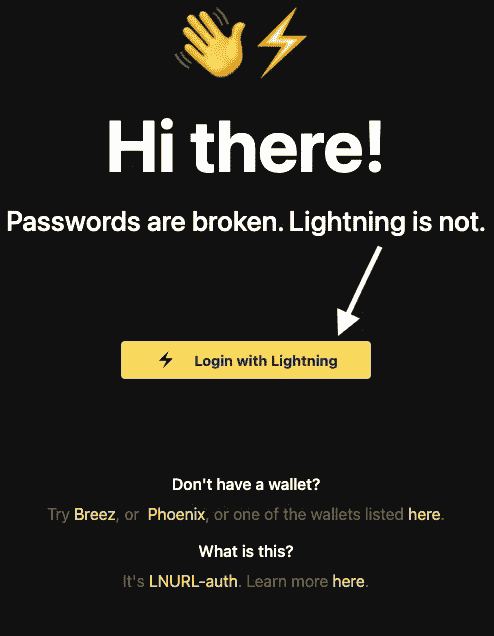 Hi there!
Passwords are broken. Lightning is not.
Login with Lightning
Don't have a wallet?
Try Breez, or Phoenix, or one of the wallets listed here.
What is this?
It's LNURL-auth. Learn more here.